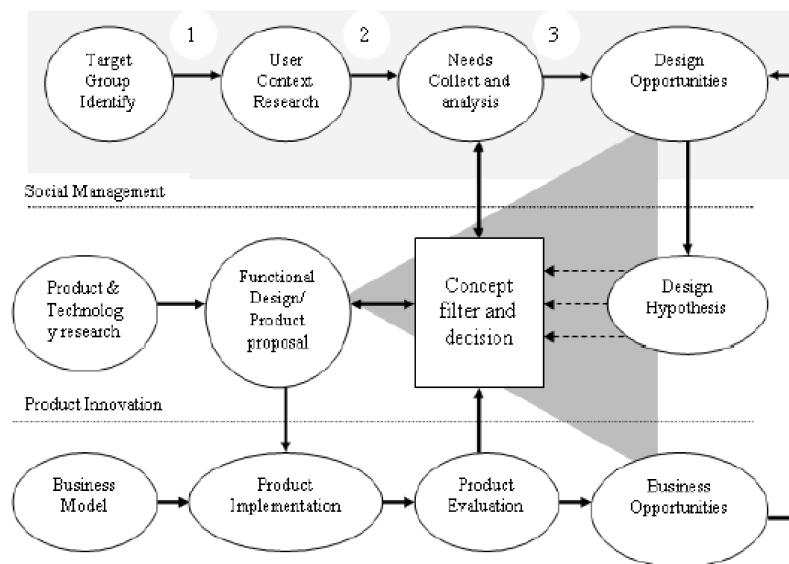 1
2
3
Target
Group
Identify
User
Context
Research
Needs
Collect and
analysis
Design
Opportunities
Social Management
Product &
Technolog
y research
Functional
Design/
Product
proposal
Concept
filter and
decision
Design
Hypothesis
Product Innovation
Business
Model
Product
Implementation
Product
Evaluation
Business
Opportunities